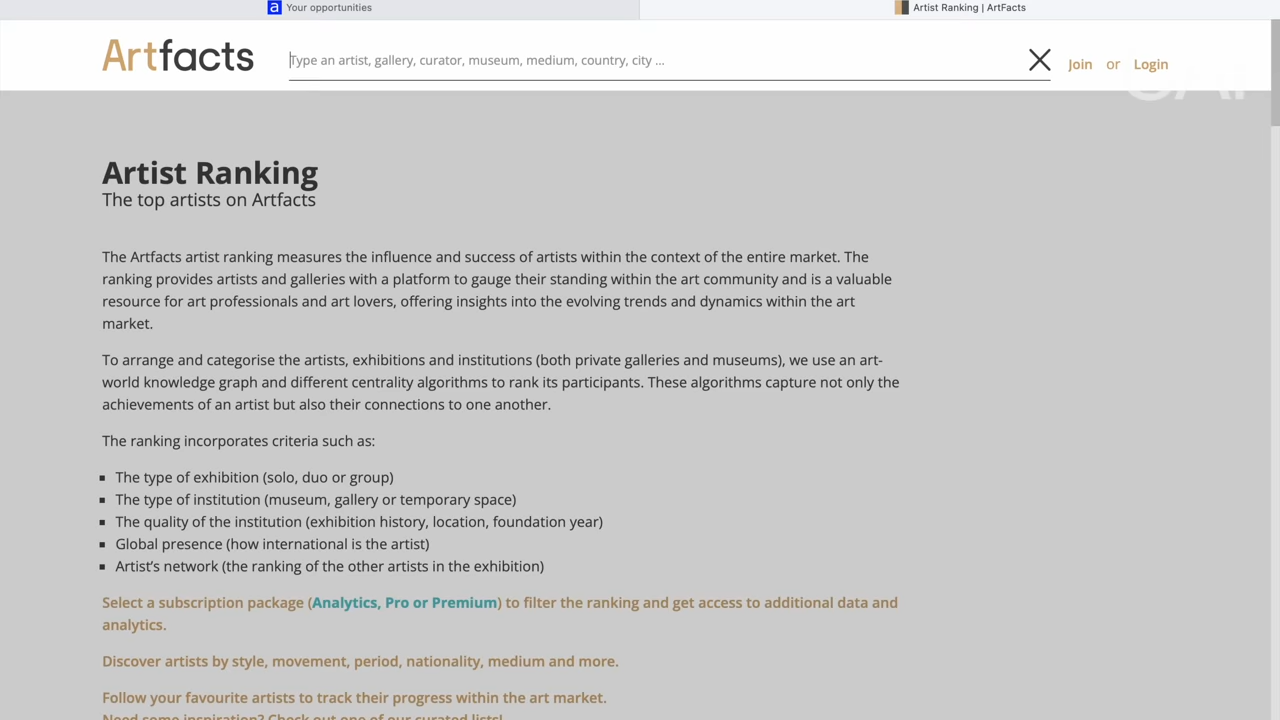 a Your opportunities
Artist Ranking | ArtFacts
Artfacts
Type an artist, gallery, curator, museum, medium, country, city ...
Join or Login
Artist Ranking
The top artists on Artfacts
The Artfacts artist ranking measures the influence and success of artists within the context of the entire market. The
ranking provides artists and galleries with a platform to gauge their standing within the art community and is a valuable
resource for art professionals and art lovers, offering insights into the evolving trends and dynamics within the art
market.
To arrange and categorise the artists, exhibitions and institutions (both private galleries and museums), we use an art-
world knowledge graph and different centrality algorithms to rank its participants. These algorithms capture not only the
achievements of an artist but also their connections to one another.
The ranking incorporates criteria such as:
The type of exhibition (solo, duo or group)
The type of institution (museum, gallery or temporary space)
The quality of the institution (exhibition history, location, foundation year)
Global presence (how international is the artist)
Artist’s network (the ranking of the other artists in the exhibition)
Select a subscription package (Analytics, Pro or Premium) to filter the ranking and get access to additional data and
analytics.
Discover artists by style, movement, period, nationality, medium and more.
Follow your favourite artists to track their progress within the art market.
Need some inspiration? Check out one of our curated lists!